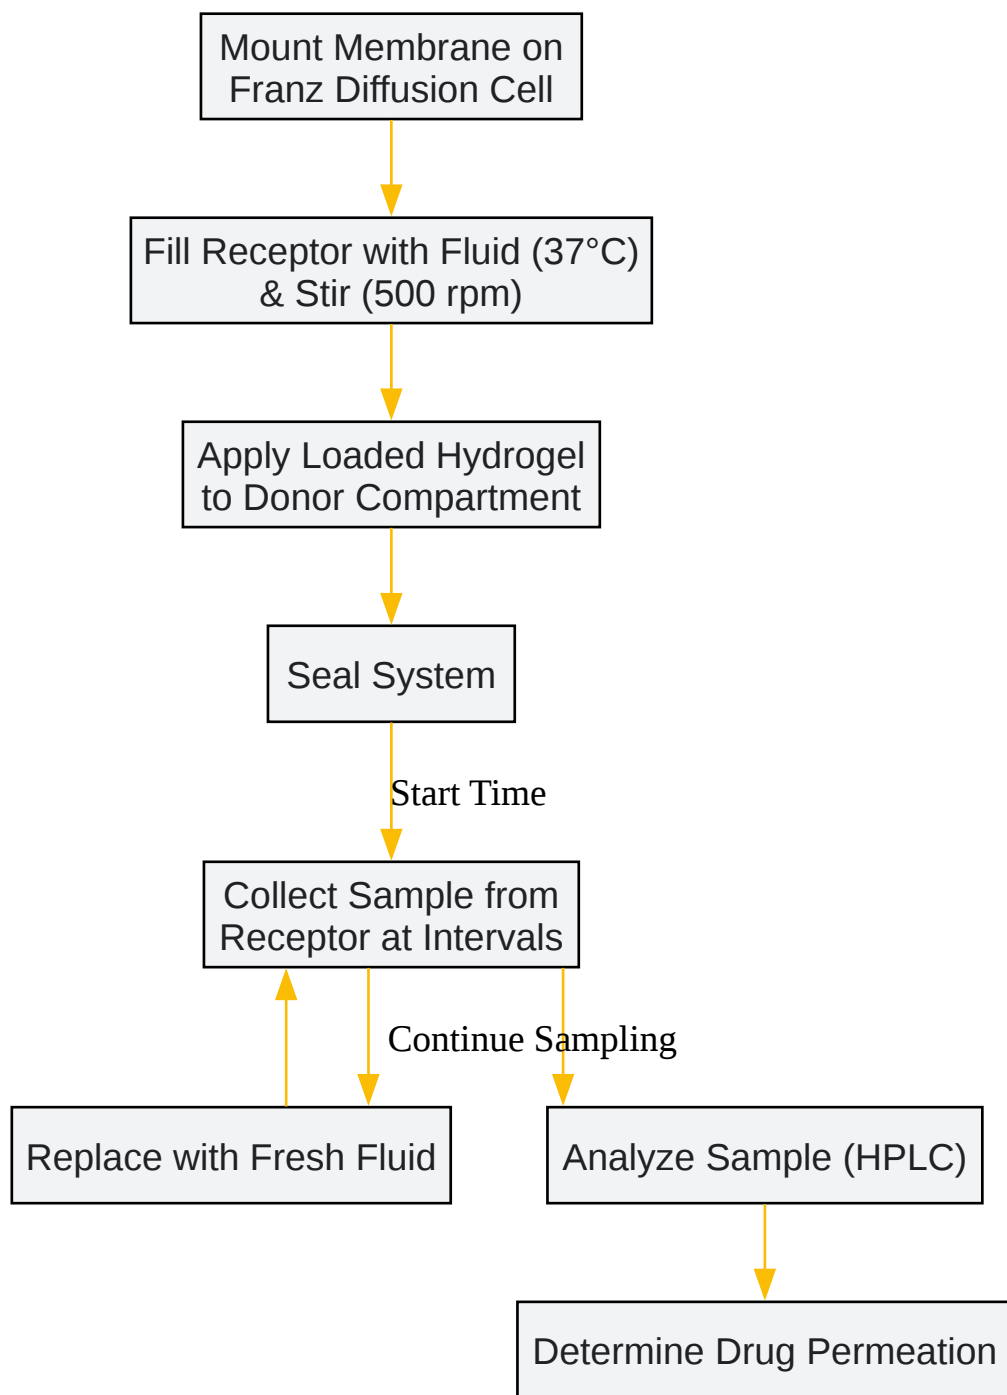 Mount Membrane on
Franz Diffusion Cell
Fill Receptor with Fluid (37°C)
& Stir (500 rpm)
Apply Loaded Hydrogel
to Donor Compartment
Seal System
Start Time
Collect Sample from
Receptor at Intervals
Continue Sampling
Replace with Fresh Fluid
Analyze Sample (HPLC)
Determine Drug Permeation